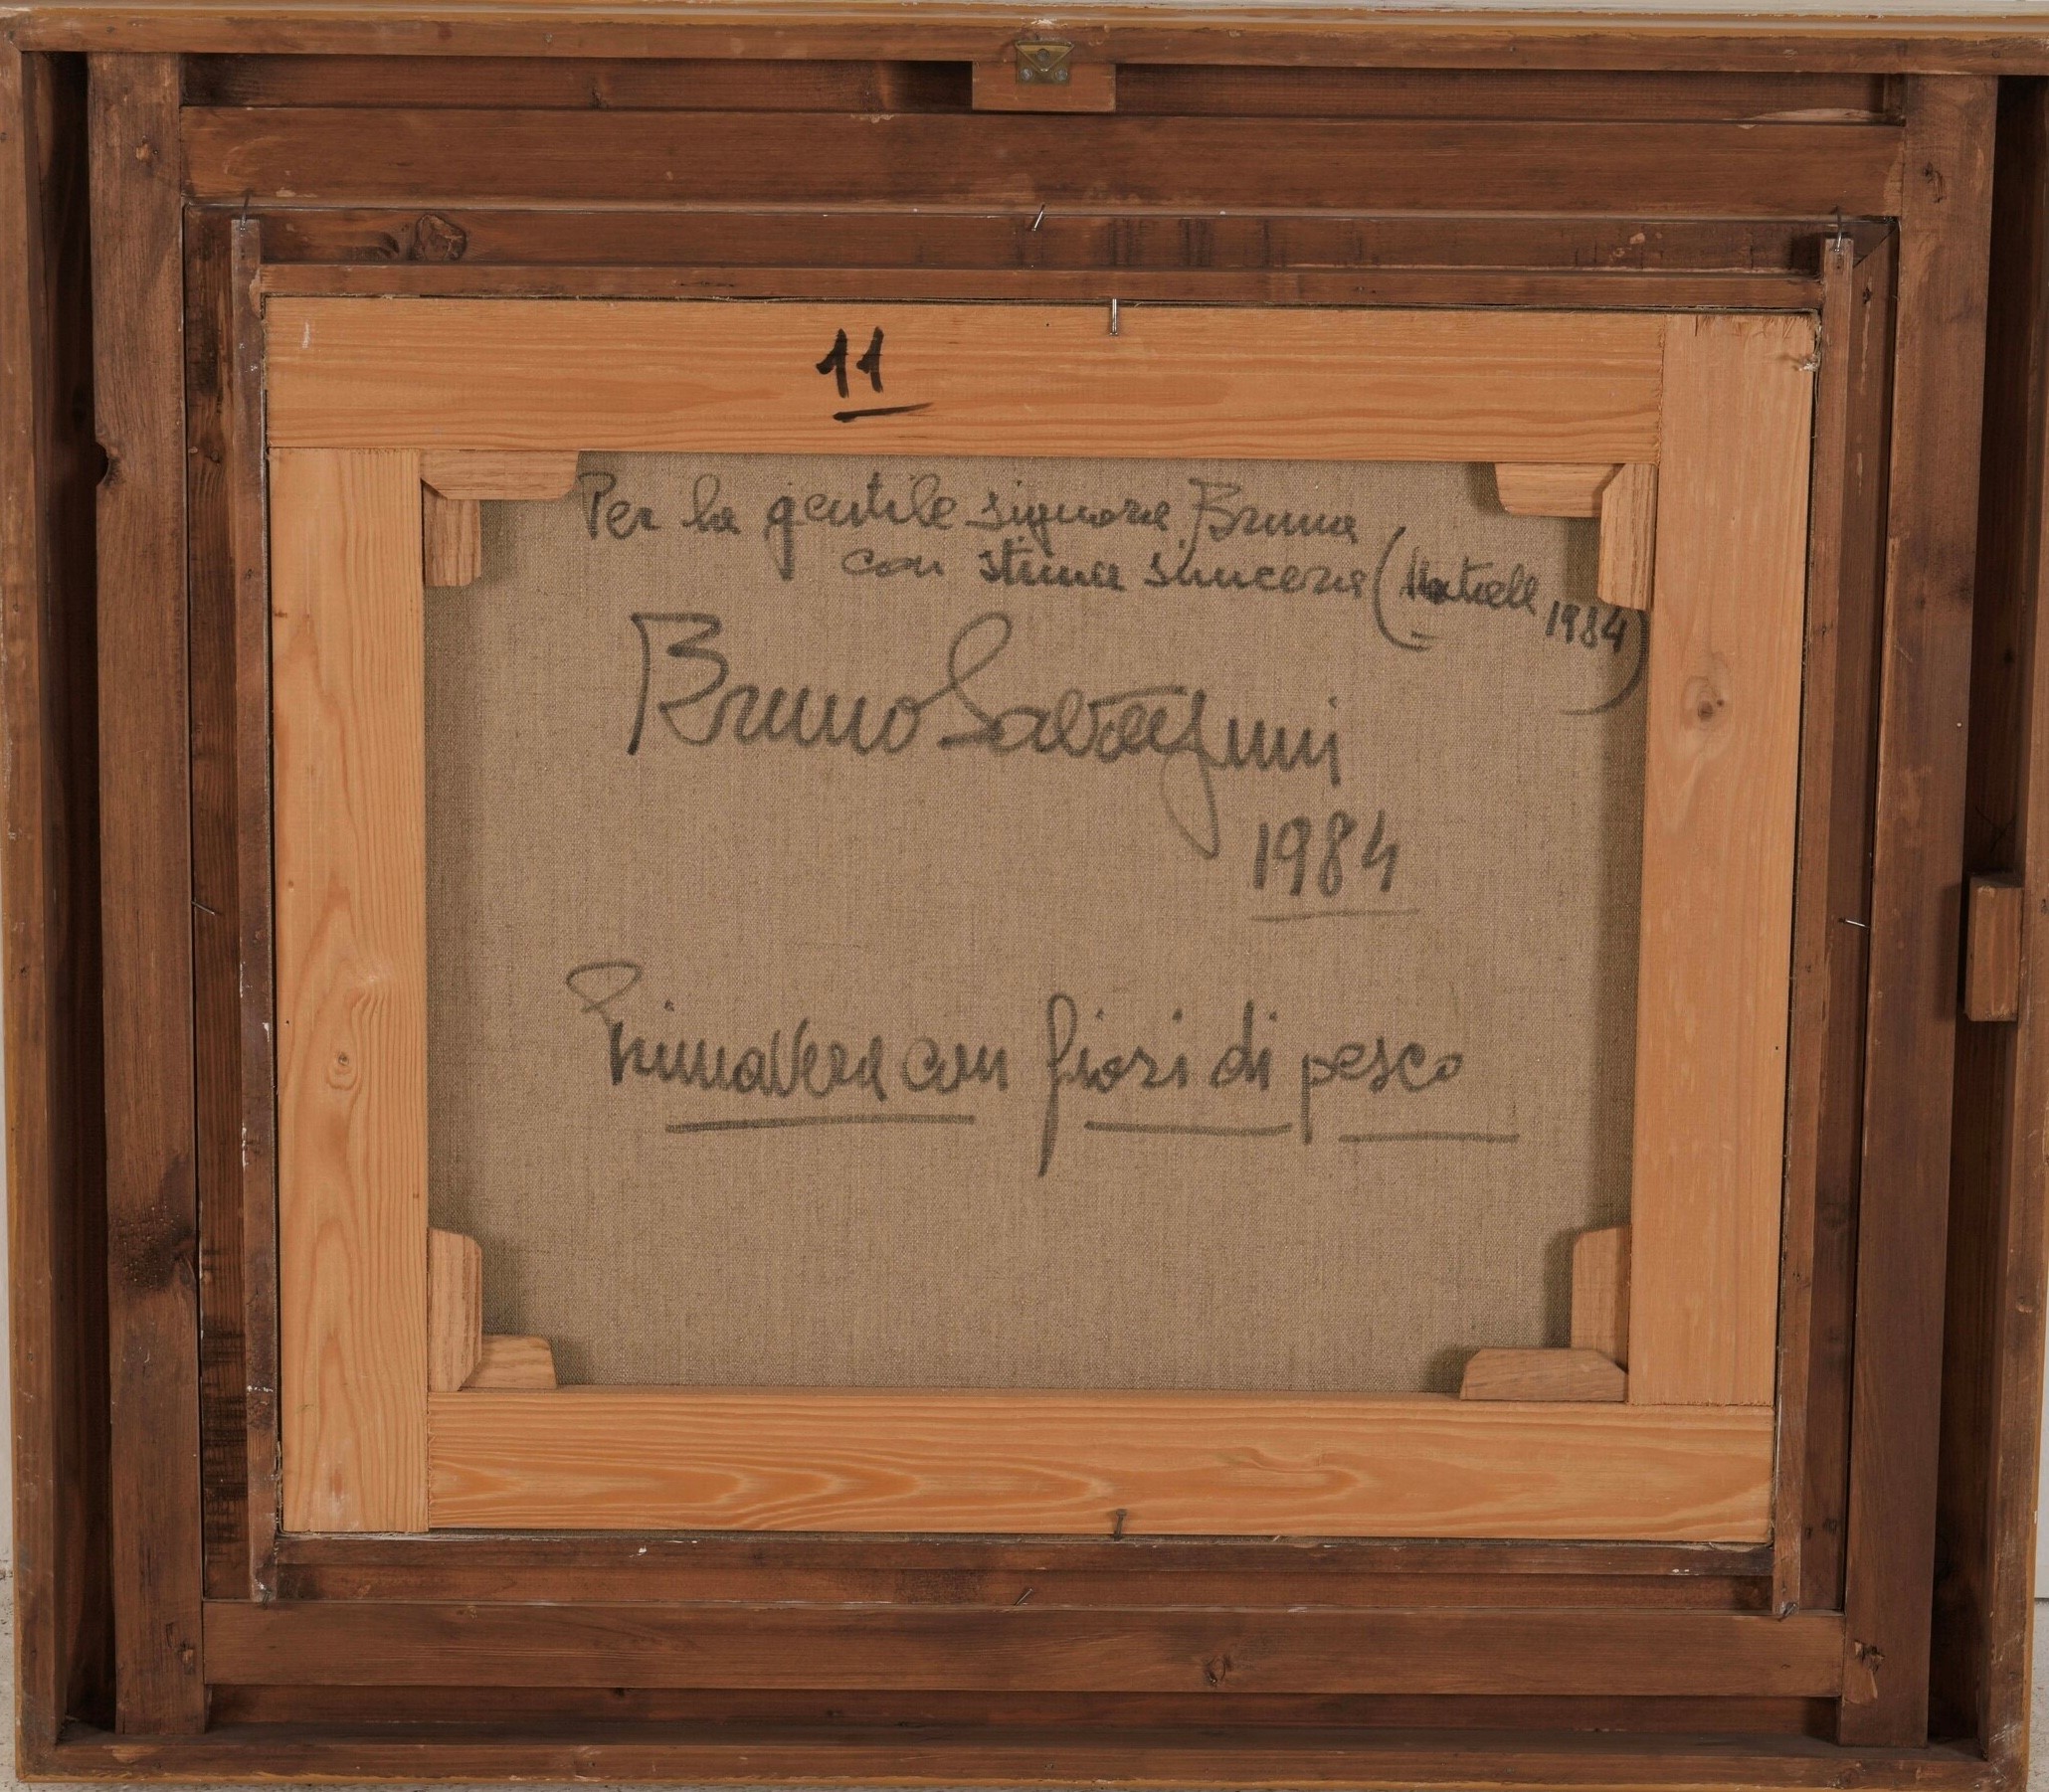 11
Per la gentile signora Bruna
con stima sincera (
1984)
Bruno
1984
Primavera con fiori di pesco